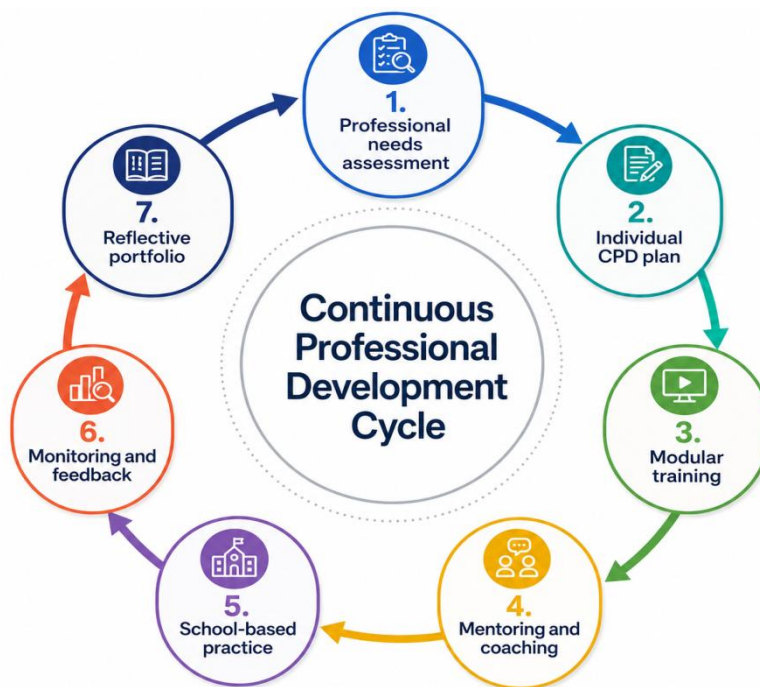 1.
Professional
needs
assessment
2.
Individual
CPD plan
3.
Modular
training
4.
Mentoring and
coaching
5.
School-based
practice
6.
Monitoring and
feedback
7.
Reflective
portfolio
Continuous
Professional
Development
Cycle